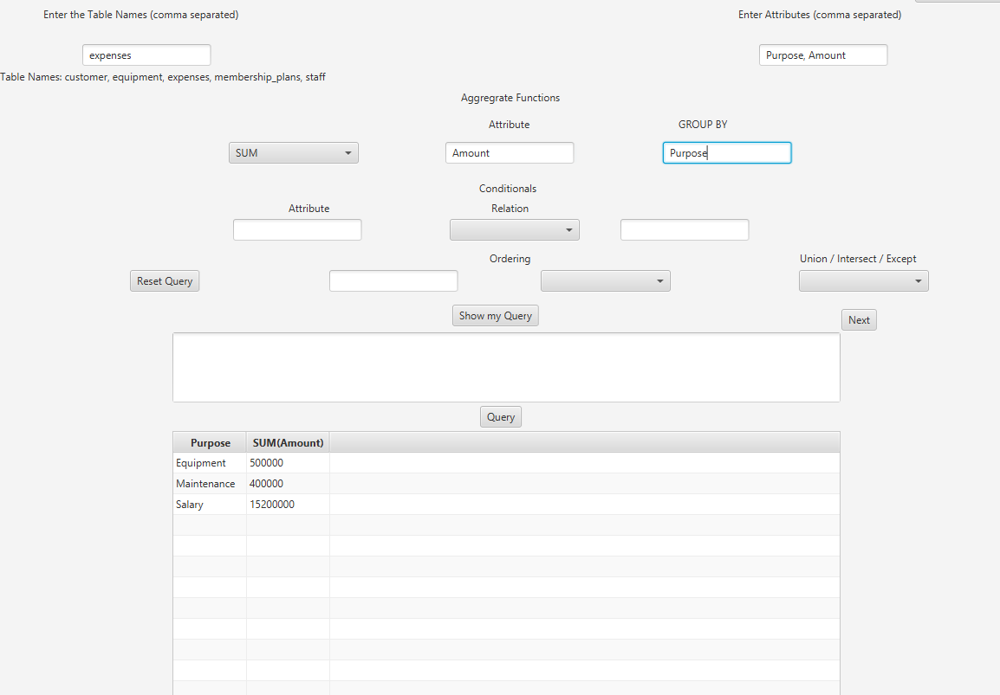 Enter the Table Names (comma separated) Enter Attributes (comma separated)
expenses Purpose, Amount
Table Names: customer, equipment, expenses, membership_plans, staff
Aggregrate Functions
Attribute GROUP BY
SUM Amount Purpose
Conditionals
Attribute Relation
Ordering Union / Intersect / Except
Reset Query
Show my Query
Next
Query
Purpose SUM(Amount)
Equipment 500000
Maintenance 400000
Salary 15200000